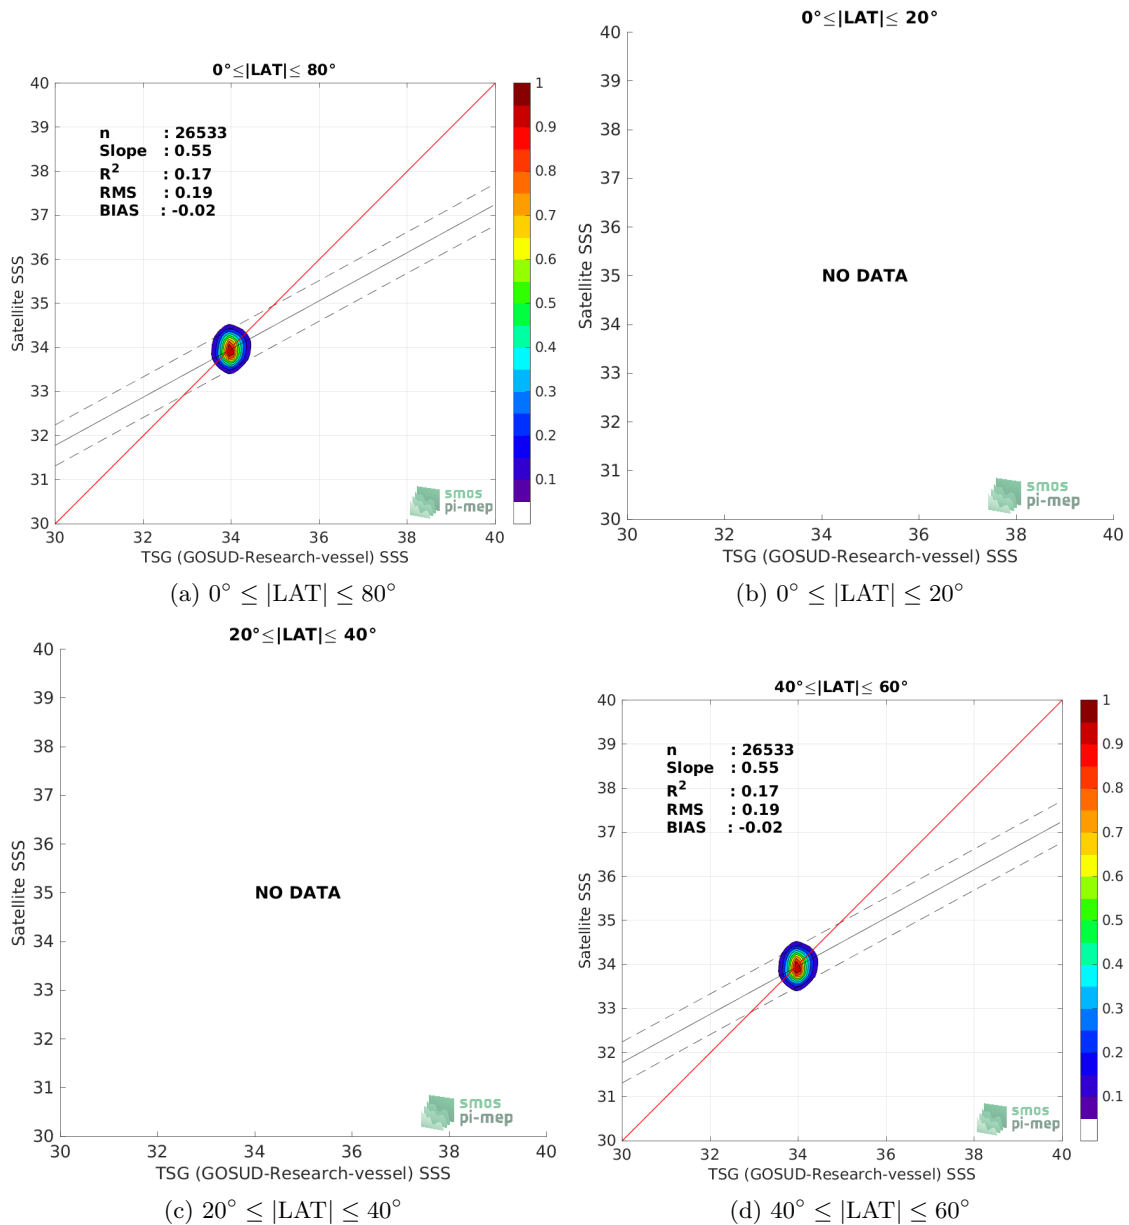 0°≤|LAT|≤ 80°
n : 26533
Slope : 0.55
R² : 0.17
RMS : 0.19
BIAS : -0.02
40
39
38
37
36
35
34
33
32
31
30
Satellite SSS
30 32 34 36 38 40
TSG (GOSUD-Research-vessel) SSS
1
0.9
0.8
0.7
0.6
0.5
0.4
0.3
0.2
0.1
smos
pi-mep
(a) 0° ≤ |LAT| ≤ 80°
0°≤|LAT|≤ 20°
40
39
38
37
36
35
34
33
32
31
30
Satellite SSS
NO DATA
smos
pi-mep
30 32 34 36 38 40
TSG (GOSUD-Research-vessel) SSS
(b) 0° ≤ |LAT| ≤ 20°
20°≤|LAT|≤ 40°
40
39
38
37
36
35
34
33
32
31
30
Satellite SSS
NO DATA
smos
pi-mep
30 32 34 36 38 40
TSG (GOSUD-Research-vessel) SSS
(c) 20° ≤ |LAT| ≤ 40°
40°≤|LAT|≤ 60°
n : 26533
Slope : 0.55
R² : 0.17
RMS : 0.19
BIAS : -0.02
40
39
38
37
36
35
34
33
32
31
30
Satellite SSS
30 32 34 36 38 40
TSG (GOSUD-Research-vessel) SSS
1
0.9
0.8
0.7
0.6
0.5
0.4
0.3
0.2
0.1
smos
pi-mep
(d) 40° ≤ |LAT| ≤ 60°